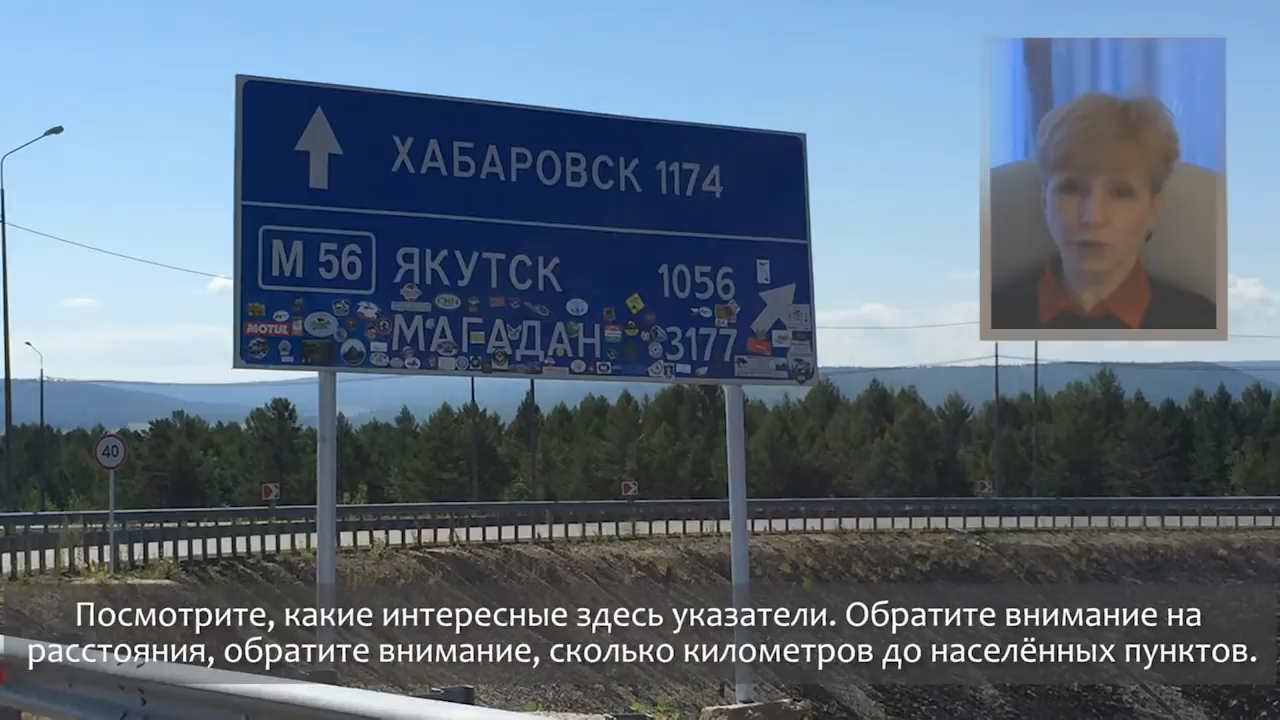 ХАБАРОВСК 1174
М 56 ЯКУТСК 1056
МАГАДАН 3177
MOTUL
40
Посмотрите, какие интересные здесь указатели. Обратите внимание на
расстояния, обратите внимание, сколько километров до населённых пунктов.